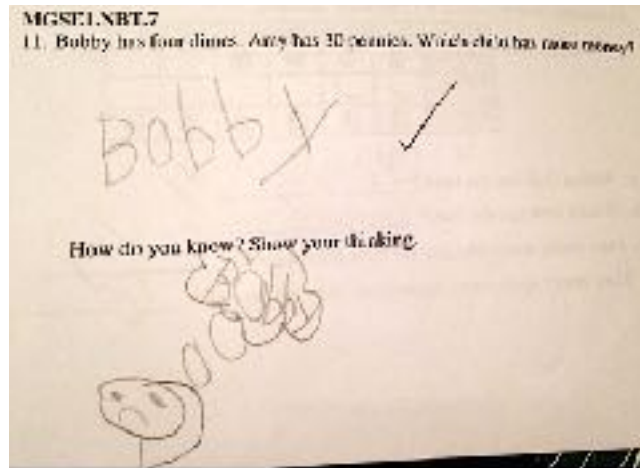 MGSE1.NBT.7
11. Bobby has four dimes. Amy has 30 pennies. Which child has more money?
Bobby
How do you know? Show your thinking.
Bobby